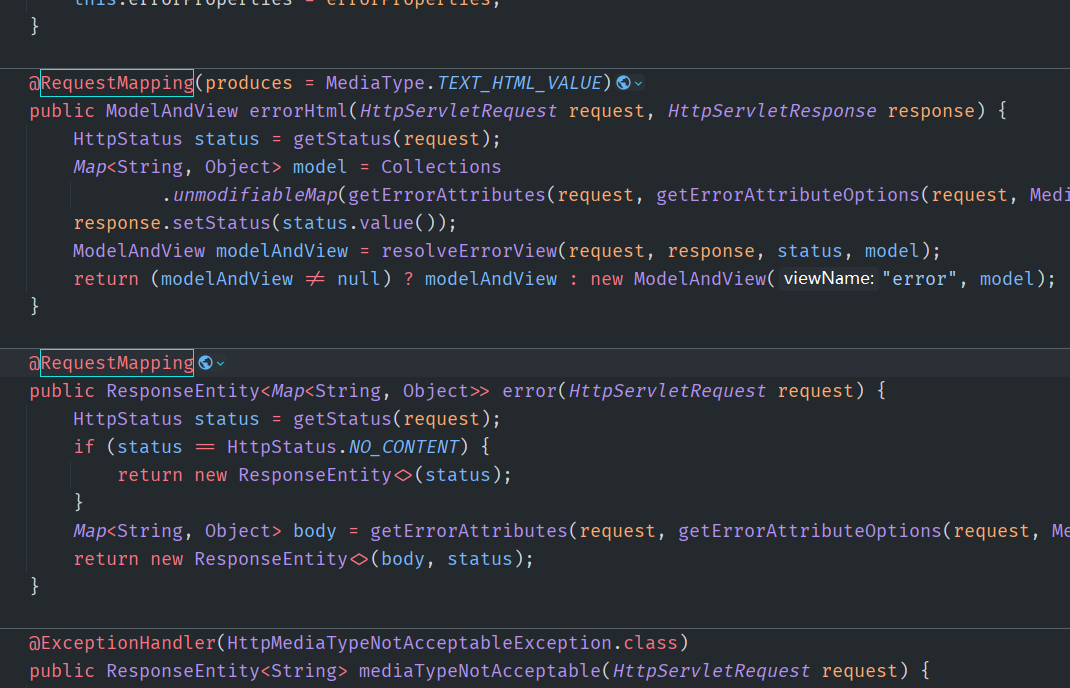 this.errorProperties = errorProperties;
}
@RequestMapping(produces = MediaType.TEXT_HTML_VALUE)
public ModelAndView errorHtml(HttpServletRequest request, HttpServletResponse response) {
HttpStatus status = getStatus(request);
Map<String, Object> model = Collections
.unmodifiableMap(getErrorAttributes(request, getErrorAttributeOptions(request, Medi
response.setStatus(status.value());
ModelAndView modelAndView = resolveErrorView(request, response, status, model);
return (modelAndView ≠ null) ? modelAndView : new ModelAndView( viewName: "error", model);
}
@RequestMapping
public ResponseEntity<Map<String, Object>> error(HttpServletRequest request) {
HttpStatus status = getStatus(request);
if (status == HttpStatus.NO_CONTENT) {
return new ResponseEntity<>(status);
}
Map<String, Object> body = getErrorAttributes(request, getErrorAttributeOptions(request, Me
return new ResponseEntity<>(body, status);
}
@ExceptionHandler(HttpMediaTypeNotAcceptableException.class)
public ResponseEntity<String> mediaTypeNotAcceptable(HttpServletRequest request) {